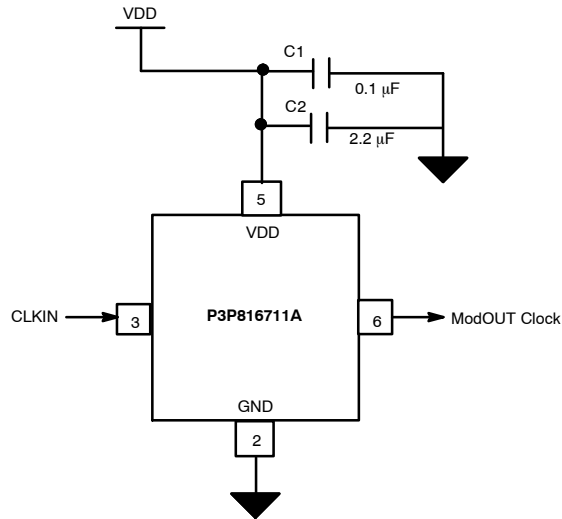 VDD
C1
0.1 μF
C2
2.2 μF
5
VDD
CLKIN
3
P3P816711A
6
ModOUT Clock
GND
2